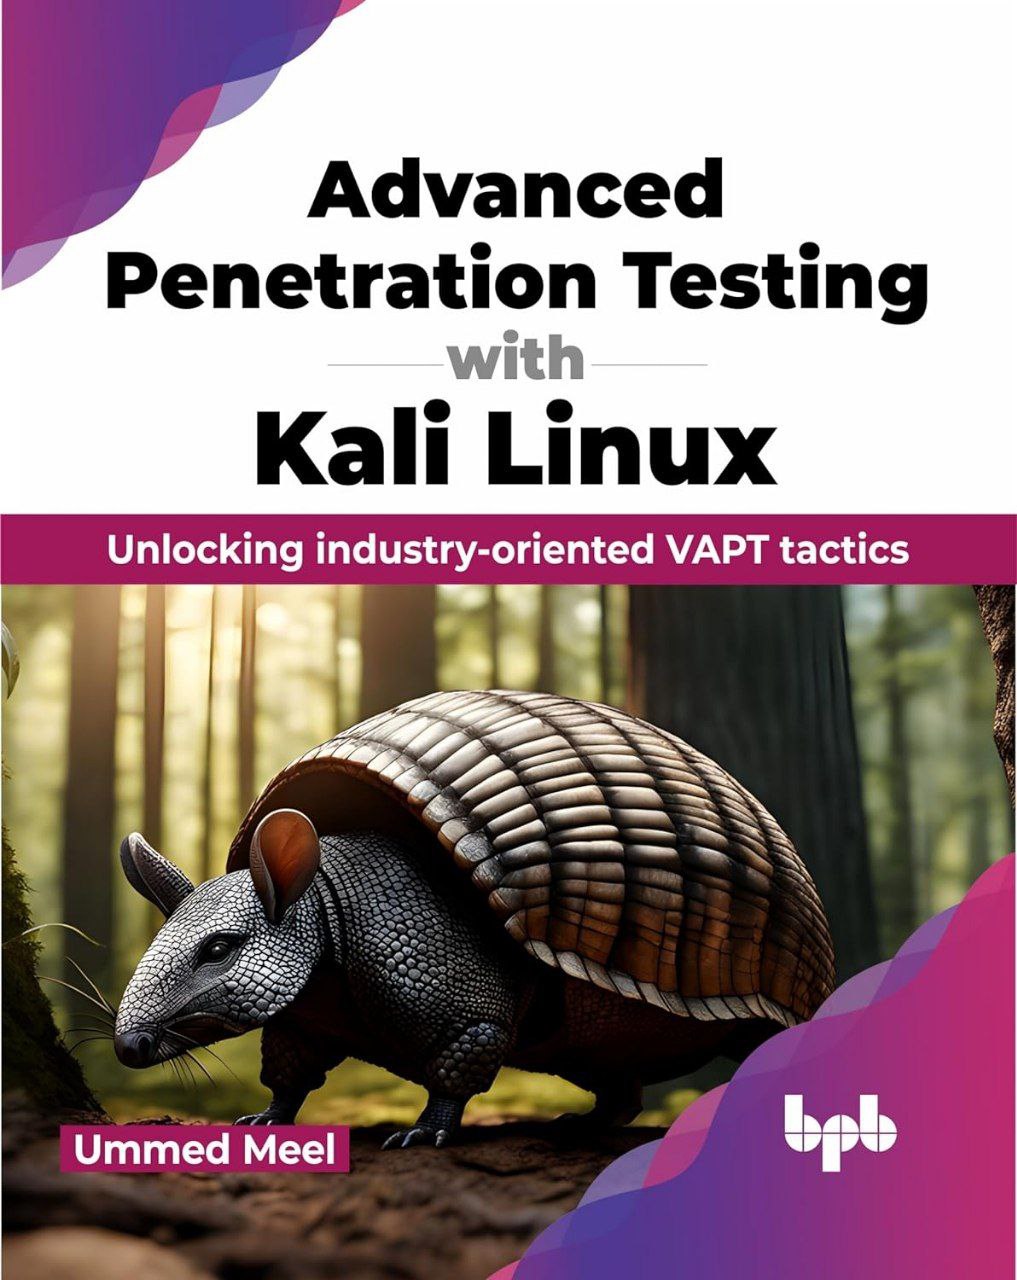 Advanced
Penetration Testing
with
Kali Linux
Unlocking industry-oriented VAPT tactics
Ummed Meel
bpb